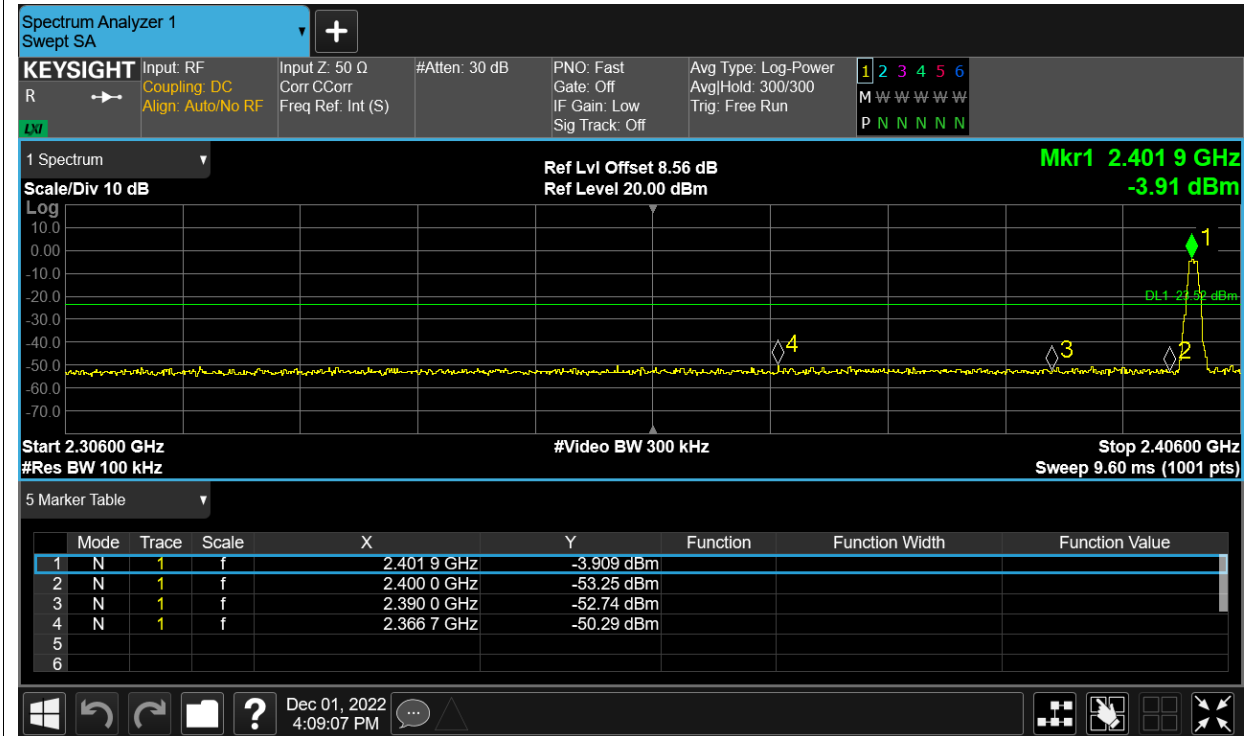 Spectrum Analyzer 1
Swept SA
KEYSIGHT
R
LXI
Input: RF
Coupling: DC
Align: Auto/No RF
Input Z: 50 Ω
Corr CCorr
Freq Ref: Int (S)
#Atten: 30 dB
PNO: Fast
Gate: Off
IF Gain: Low
Sig Track: Off
Avg Type: Log-Power
Avg|Hold: 300/300
Trig: Free Run
1 2 3 4 5 6
M W W W W W
P N N N N N
1 Spectrum
Scale/Div 10 dB
Ref Lvl Offset 8.56 dB
Ref Level 20.00 dBm
Mkr1 2.401 9 GHz
-3.91 dBm
Log
10.0
0.00
-10.0
-20.0
-30.0
-40.0
-50.0
-60.0
-70.0
1
DL1 -23.52 dBm
4
3
2
Start 2.30600 GHz
#Video BW 300 kHz
Stop 2.40600 GHz
#Res BW 100 kHz
Sweep 9.60 ms (1001 pts)
5 Marker Table
Mode Trace Scale X Y Function Function Width Function Value
1 N 1 f 2.401 9 GHz -3.909 dBm
2 N 1 f 2.400 0 GHz -53.25 dBm
3 N 1 f 2.390 0 GHz -52.74 dBm
4 N 1 f 2.366 7 GHz -50.29 dBm
5
6
?
Dec 01, 2022
4:09:07 PM